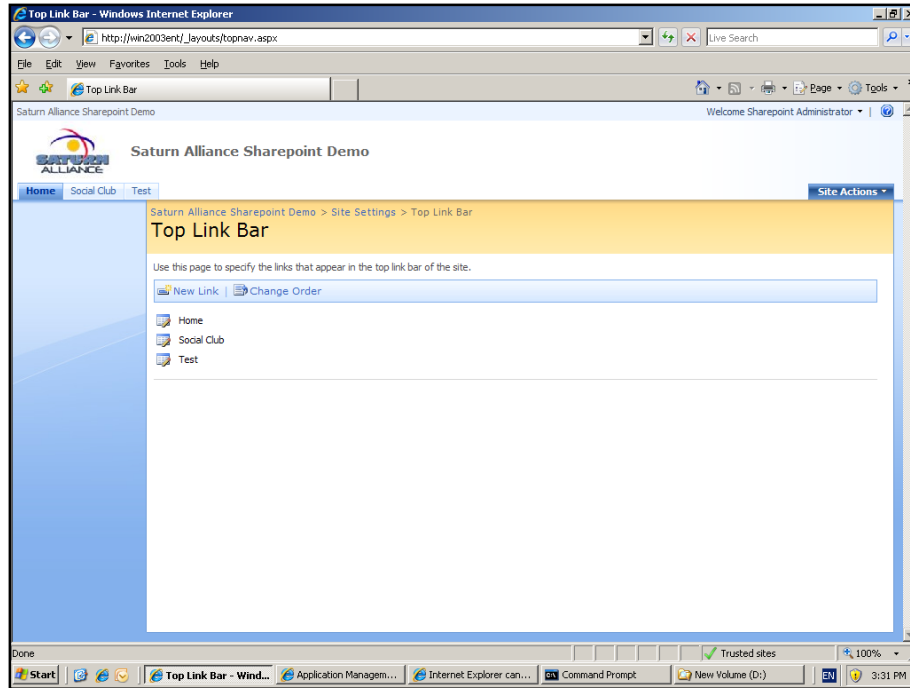 Top Link Bar - Windows Internet Explorer
http://win2003ent/_layouts/topnav.aspx
Live Search
File Edit View Favorites Tools Help
Top Link Bar
Page Tools
Saturn Alliance Sharepoint Demo
Welcome Sharepoint Administrator
SATURN
ALLIANCE
Saturn Alliance Sharepoint Demo
Home Social Club Test
Site Actions
Saturn Alliance Sharepoint Demo > Site Settings > Top Link Bar
Top Link Bar
Use this page to specify the links that appear in the top link bar of the site.
New Link | Change Order
Home
Social Club
Test
Done
Trusted sites
100%
Start
Top Link Bar - Wind...
Application Managem...
Internet Explorer can...
Command Prompt
New Volume (D:)
EN
3:31 PM